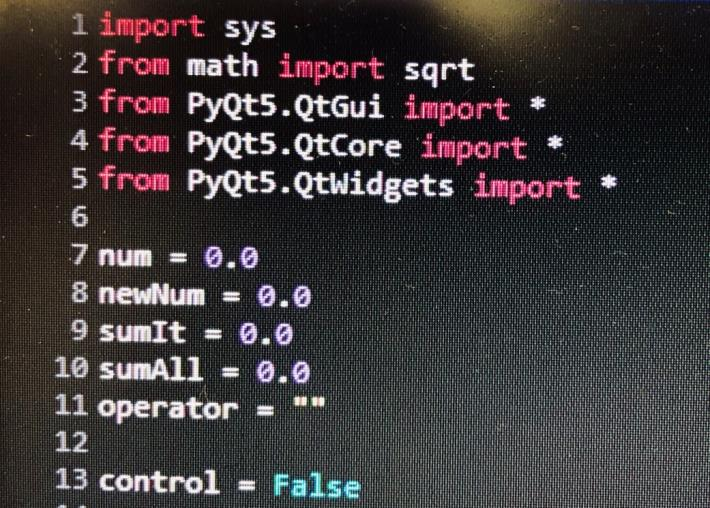 1 import sys
2 from math import sqrt
3 from PyQt5.QtGui import *
4 from PyQt5.QtCore import *
5 from PyQt5.QtWidgets import *
6
7 num = 0.0
8 newNum = 0.0
9 sumIt = 0.0
10 sumAll = 0.0
11 operator = ""
12
13 control = False